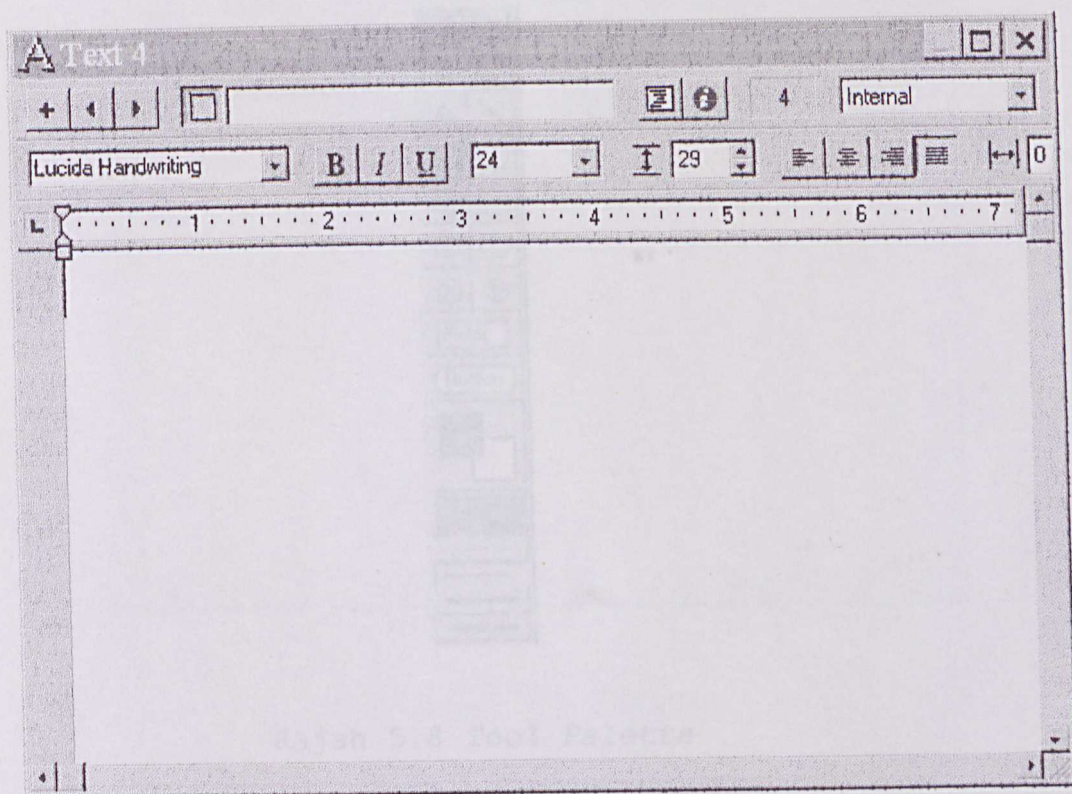 A Text 4
4 Internal
Lucida Handwriting B I U 24 29 0
1 2 3 4 5 6 7
Rajah 5.8 Tool Palette